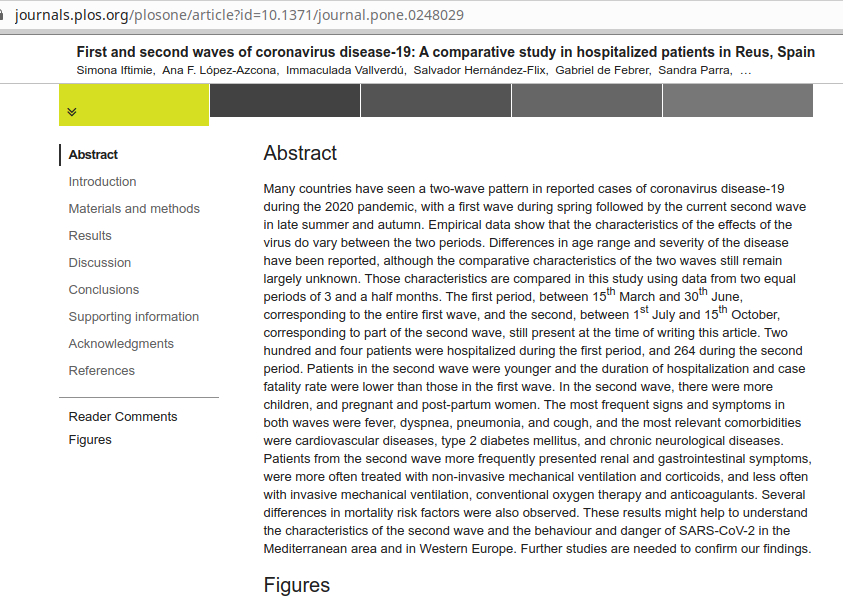 journals.plos.org/plosone/article?id=10.1371/journal.pone.0248029
First and second waves of coronavirus disease-19: A comparative study in hospitalized patients in Reus, Spain
Simona Iftimie, Ana F. López-Azcona, Immaculada Vallverdú, Salvador Hernández-Flix, Gabriel de Febrer, Sandra Parra, …
Abstract
Introduction
Materials and methods
Results
Discussion
Conclusions
Supporting information
Acknowledgments
References
Reader Comments
Figures
Abstract
Many countries have seen a two-wave pattern in reported cases of coronavirus disease-19
during the 2020 pandemic, with a first wave during spring followed by the current second wave
in late summer and autumn. Empirical data show that the characteristics of the effects of the
virus do vary between the two periods. Differences in age range and severity of the disease
have been reported, although the comparative characteristics of the two waves still remain
largely unknown. Those characteristics are compared in this study using data from two equal
periods of 3 and a half months. The first period, between 15th March and 30th June,
corresponding to the entire first wave, and the second, between 1st July and 15th October,
corresponding to part of the second wave, still present at the time of writing this article. Two
hundred and four patients were hospitalized during the first period, and 264 during the second
period. Patients in the second wave were younger and the duration of hospitalization and case
fatality rate were lower than those in the first wave. In the second wave, there were more
children, and pregnant and post-partum women. The most frequent signs and symptoms in
both waves were fever, dyspnea, pneumonia, and cough, and the most relevant comorbidities
were cardiovascular diseases, type 2 diabetes mellitus, and chronic neurological diseases.
Patients from the second wave more frequently presented renal and gastrointestinal symptoms,
were more often treated with non-invasive mechanical ventilation and corticoids, and less often
with invasive mechanical ventilation, conventional oxygen therapy and anticoagulants. Several
differences in mortality risk factors were also observed. These results might help to understand
the characteristics of the second wave and the behaviour and danger of SARS-CoV-2 in the
Mediterranean area and in Western Europe. Further studies are needed to confirm our findings.
Figures